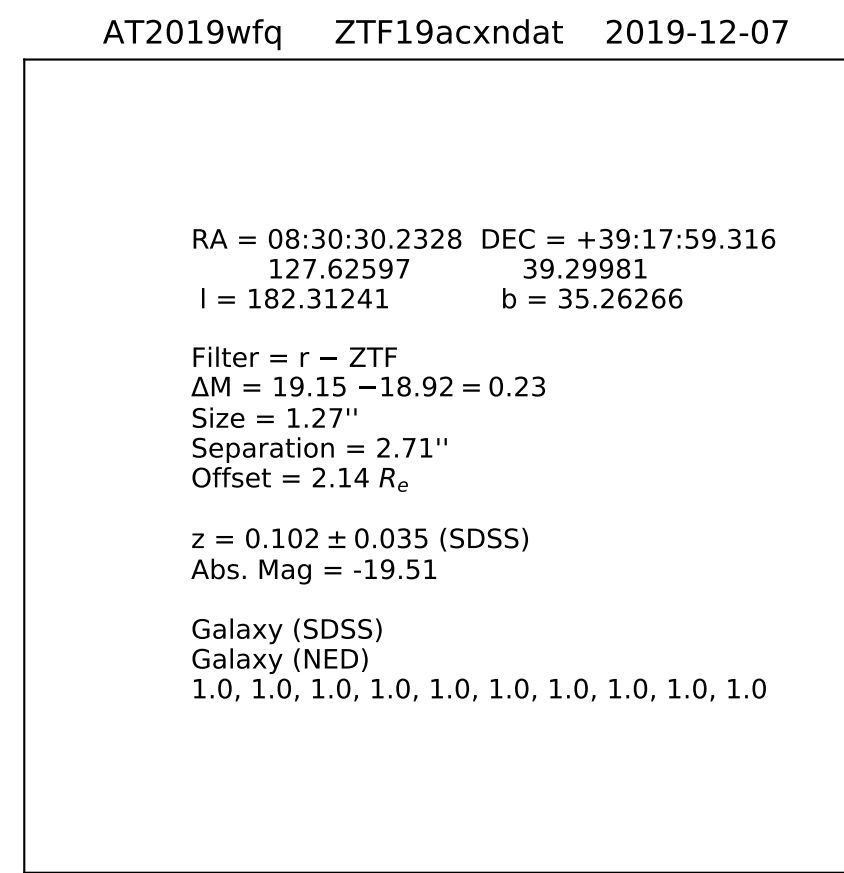 AT2019wfq ZTF19acxndat 2019-12-07
RA = 08:30:30.2328 DEC = +39:17:59.316
127.62597 39.29981
l = 182.31241 b = 35.26266
Filter = r − ZTF
ΔM = 19.15 −18.92 = 0.23
Size = 1.27''
Separation = 2.71''
Offset = 2.14 Re
z = 0.102 ± 0.035 (SDSS)
Abs. Mag = -19.51
Galaxy (SDSS)
Galaxy (NED)
1.0, 1.0, 1.0, 1.0, 1.0, 1.0, 1.0, 1.0, 1.0, 1.0